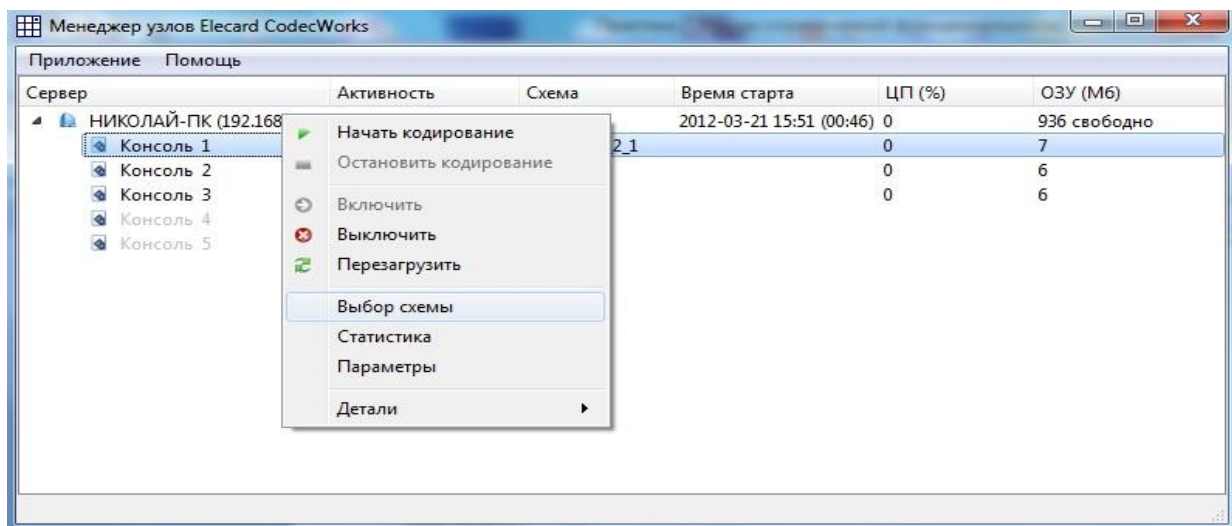 Менеджер узлов Elecard CodecWorks
Приложение Помощь
Сервер Активность Схема Время старта ЦП (%) ОЗУ (Мб)
НИКОЛАЙ-ПК (192.168 2012-03-21 15:51 (00:46) 0 936 свободно
Консоль 1 2_1 0 7
Консоль 2 0 6
Консоль 3 0 6
Консоль 4
Консоль 5
Начать кодирование
Остановить кодирование
Включить
Выключить
Перезагрузить
Выбор схемы
Статистика
Параметры
Детали